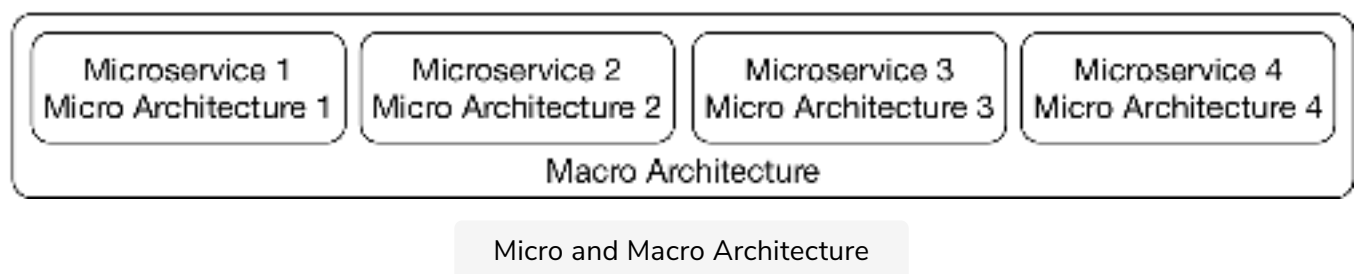 Microservice 1
Micro Architecture 1
Microservice 2
Micro Architecture 2
Microservice 3
Micro Architecture 3
Microservice 4
Micro Architecture 4
Macro Architecture
Micro and Macro Architecture